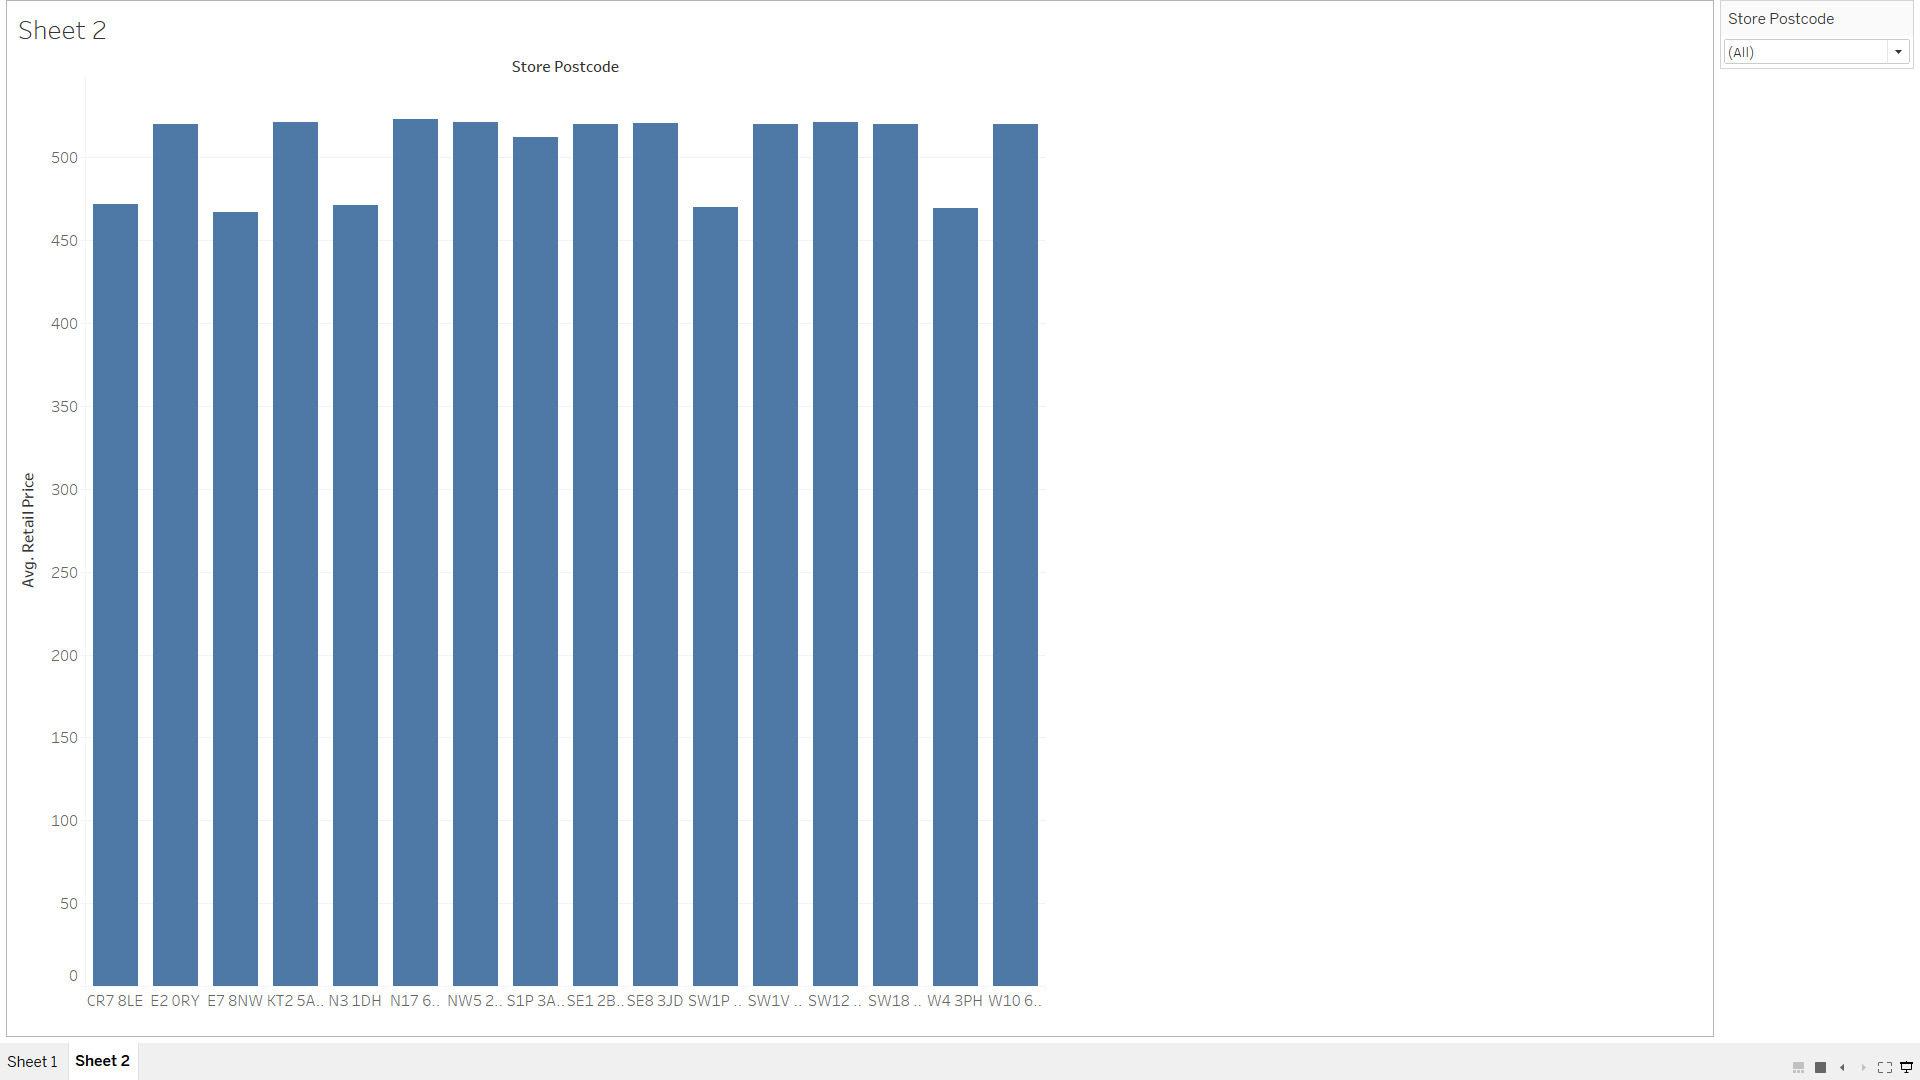 Sheet 2
Store Postcode
Store Postcode
(All)
Avg. Retail Price
500
450
400
350
300
250
200
150
100
50
0
CR7 8LE E2 0RY E7 8NW KT2 5A.. N3 1DH N17 6.. NW5 2.. S1P 3A.. SE1 2B.. SE8 3JD SW1P .. SW1V .. SW12 .. SW18 .. W4 3PH W10 6..
Sheet 1 Sheet 2